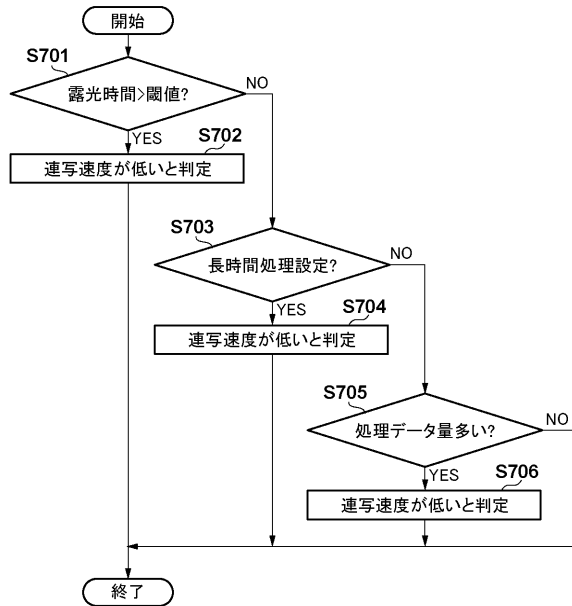 開始
S701
露光時間>閾値?
NO
YES
S702
連写速度が低いと判定
S703
長時間処理設定?
NO
YES
S704
連写速度が低いと判定
S705
処理データ量多い?
NO
YES
S706
連写速度が低いと判定
終了